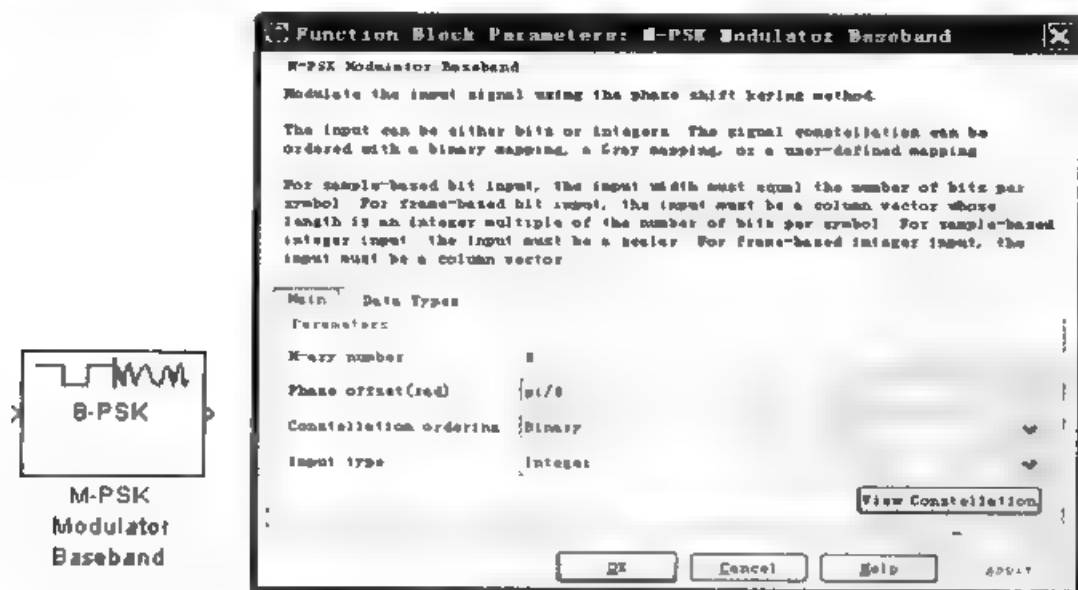 Function Block Parameters: M-PSK Modulator Baseband
M-PSK Modulator Baseband
Modulate the input signal using the phase shift keying method
The input can be either bits or integers The signal constellation can be
ordered with a binary mapping, a Gray mapping, or a user-defined mapping
For sample-based bit input, the input width must equal the number of bits per
symbol For frame-based bit input, the input must be a column vector whose
length is an integer multiple of the number of bits per symbol For sample-based
integer input the input must be a scalar For frame-based integer input, the
input must be a column vector
Main Data Types
Parameters
M-ary number
Phase offset(rad) pi/8
Constellation ordering Binary
Input type Integer
View Constellation
OK Cancel Help Apply
8-PSK
M-PSK
Modulator
Baseband